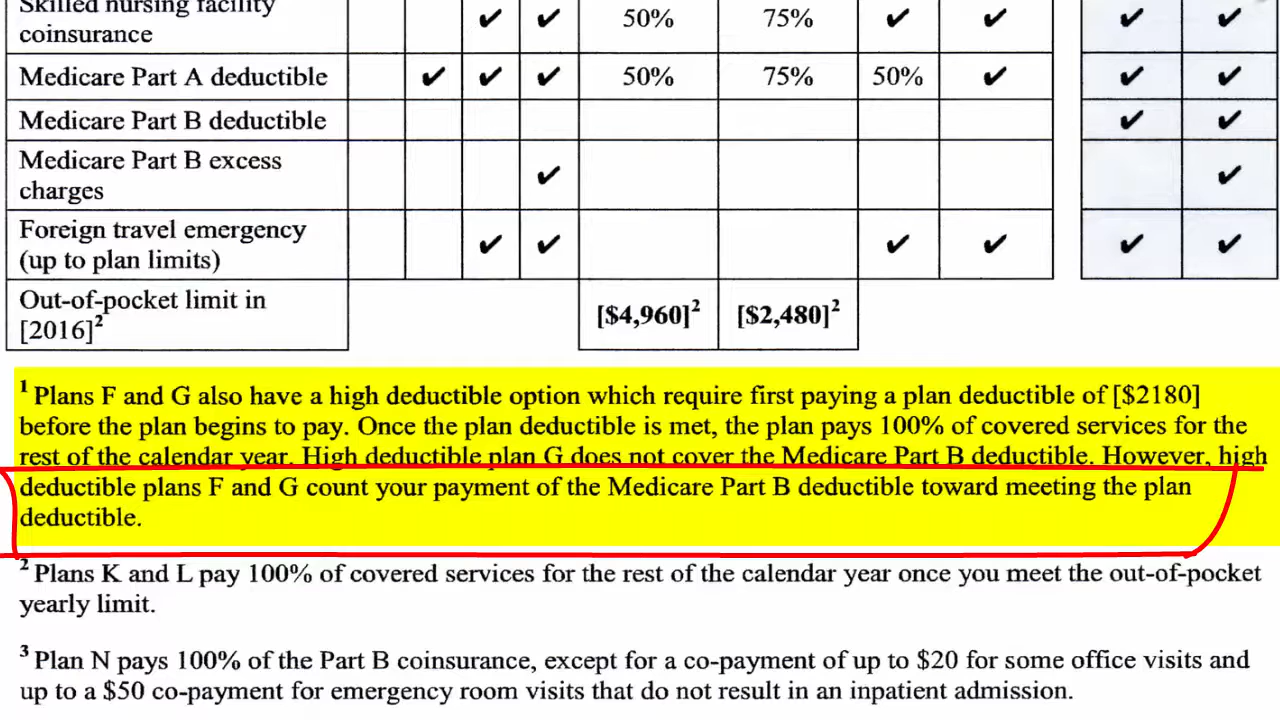 Skilled nursing facility
coinsurance ✔ ✔ 50% 75% ✔ ✔ ✔ ✔
Medicare Part A deductible ✔ ✔ ✔ 50% 75% 50% ✔ ✔ ✔
Medicare Part B deductible ✔ ✔
Medicare Part B excess
charges ✔ ✔
Foreign travel emergency
(up to plan limits) ✔ ✔ ✔ ✔ ✔ ✔
Out-of-pocket limit in
[2016]² [$4,960]² [$2,480]²
¹ Plans F and G also have a high deductible option which require first paying a plan deductible of [$2180]
before the plan begins to pay. Once the plan deductible is met, the plan pays 100% of covered services for the
rest of the calendar year. High deductible plan G does not cover the Medicare Part B deductible. However, high
deductible plans F and G count your payment of the Medicare Part B deductible toward meeting the plan
deductible.
² Plans K and L pay 100% of covered services for the rest of the calendar year once you meet the out-of-pocket
yearly limit.
³ Plan N pays 100% of the Part B coinsurance, except for a co-payment of up to $20 for some office visits and
up to a $50 co-payment for emergency room visits that do not result in an inpatient admission.